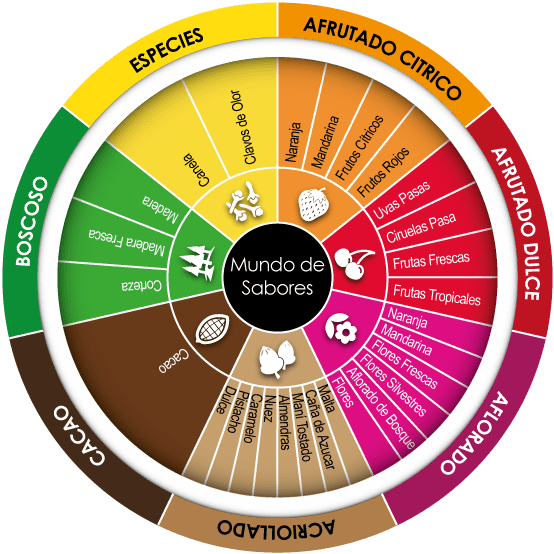 ESPECIES
Canela
Clavos de Olor
AFRUTADO CITRICO
Naranja
Mandarina
Frutos Cítricos
Frutos Rojos
AFRUTADO DULCE
Uvas Pasas
Ciruelas Pasa
Frutas Frescas
Frutas Tropicales
AFLORADO
Naranja
Mandarina
Flores Frescas
Flores Silvestres
Aflorado de Bosque
Flores
ACRIOLLADO
Malta
Caña de Azucar
Maní Tostado
Almendras
Nuez
Caramelo
Pistacho
Dulce
CACAO
Cacao
BOSCOSO
Corteza
Madera Fresca
Madera
Mundo de
Sabores